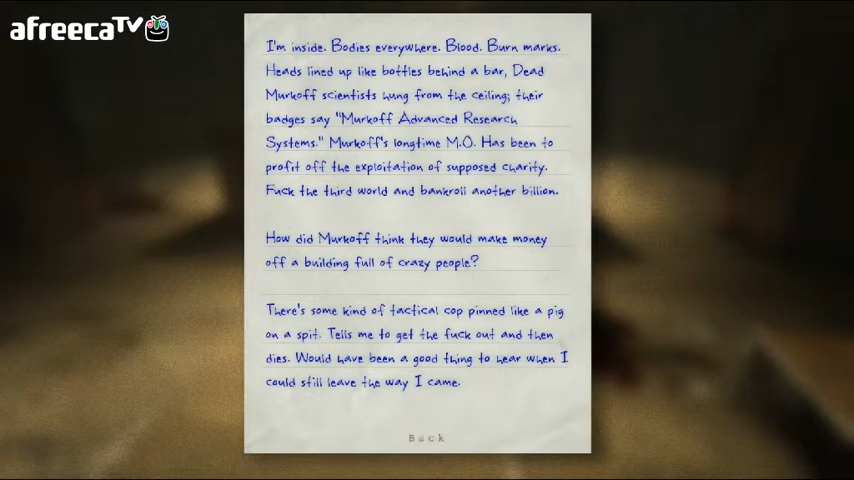 afreecaTV
I'm inside. Bodies everywhere. Blood. Burn marks.
Heads lined up like bottles behind a bar, Dead
Murkoff scientists hung from the ceiling; their
badges say "Murkoff Advanced Research
Systems." Murkoff's longtime M.O. Has been to
profit off the exploitation of supposed charity.
Fuck the third world and bankroll another billion.
How did Murkoff think they would make money
off a building full of crazy people?
There's some kind of tactical cop pinned like a pig
on a spit. Tells me to get the fuck out and then
dies. Would have been a good thing to hear when I
could still leave the way I came.
Back